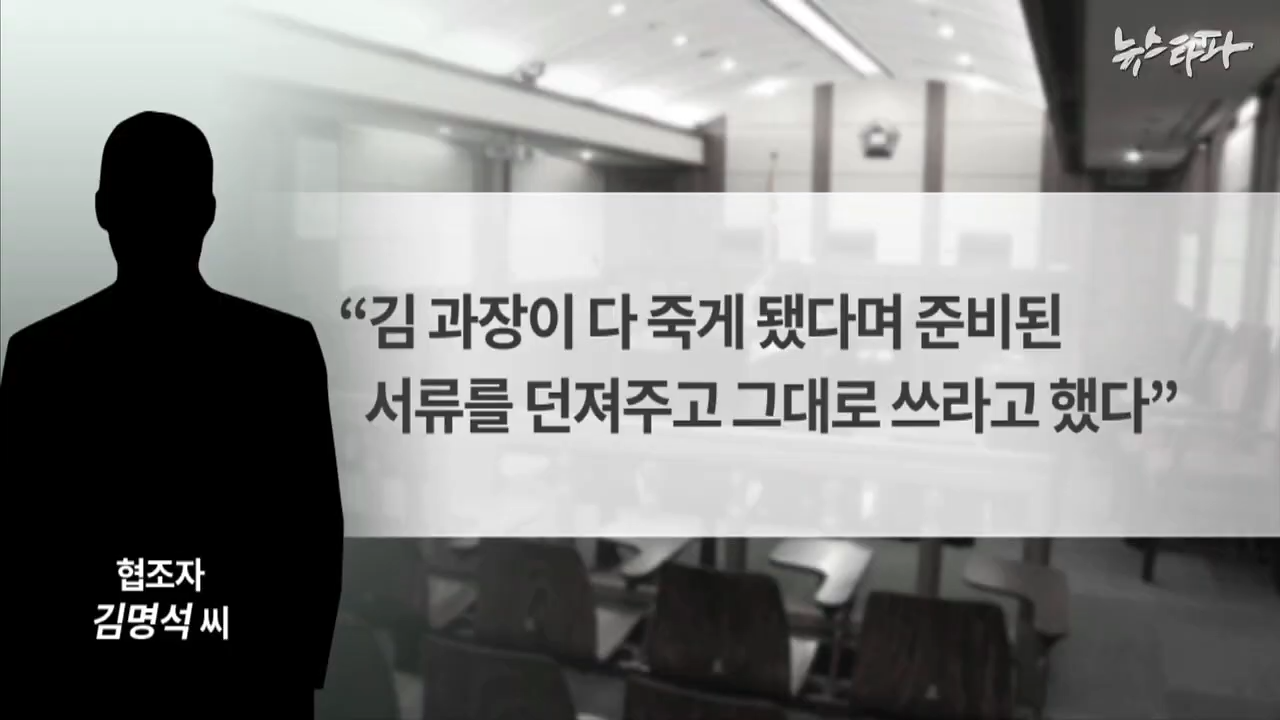 뉴스타파
“김 과장이 다 죽게 됐다며 준비된
서류를 던져주고 그대로 쓰라고 했다”
협조자
김명석 씨